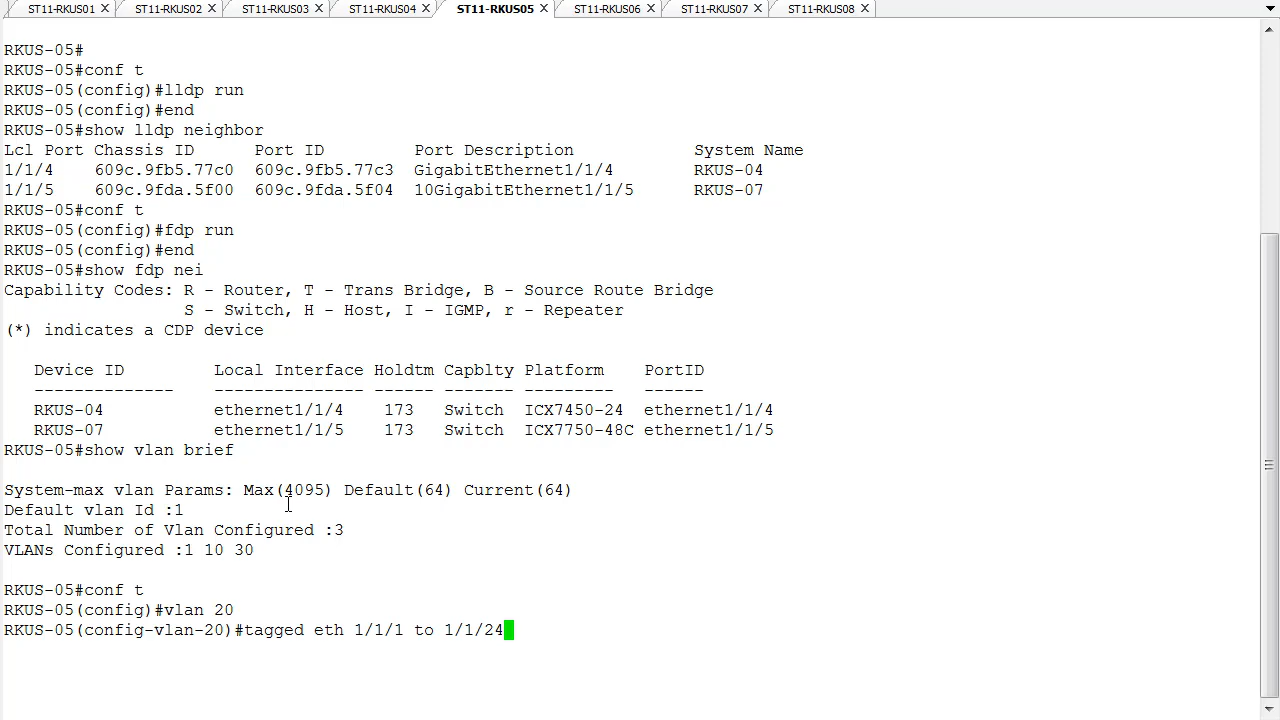 ST11-RKUS01 ST11-RKUS02 ST11-RKUS03 ST11-RKUS04 ST11-RKUS05 ST11-RKUS06 ST11-RKUS07 ST11-RKUS08
RKUS-05#
RKUS-05#conf t
RKUS-05(config)#lldp run
RKUS-05(config)#end
RKUS-05#show lldp neighbor
Lcl Port Chassis ID Port ID Port Description System Name
1/1/4 609c.9fb5.77c0 609c.9fb5.77c3 GigabitEthernet1/1/4 RKUS-04
1/1/5 609c.9fda.5f00 609c.9fda.5f04 10GigabitEthernet1/1/5 RKUS-07
RKUS-05#conf t
RKUS-05(config)#fdp run
RKUS-05(config)#end
RKUS-05#show fdp nei
Capability Codes: R - Router, T - Trans Bridge, B - Source Route Bridge
S - Switch, H - Host, I - IGMP, r - Repeater
(*) indicates a CDP device
Device ID Local Interface Holdtm Capblty Platform PortID
-------------- --------------- ------ ------- --------- ------
RKUS-04 ethernet1/1/4 173 Switch ICX7450-24 ethernet1/1/4
RKUS-07 ethernet1/1/5 173 Switch ICX7750-48C ethernet1/1/5
RKUS-05#show vlan brief
System-max vlan Params: Max(4095) Default(64) Current(64)
Default vlan Id :1
Total Number of Vlan Configured :3
VLANs Configured :1 10 30
RKUS-05#conf t
RKUS-05(config)#vlan 20
RKUS-05(config-vlan-20)#tagged eth 1/1/1 to 1/1/24